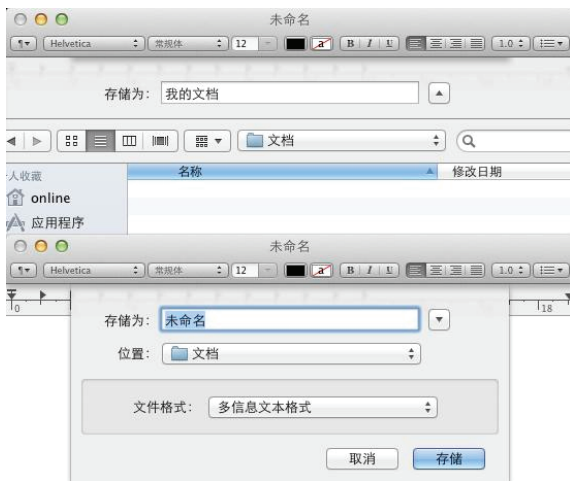 未命名
Helvetica 常规体 12 a B I U 1.0
存储为： 我的文档
文档
名称 修改日期
人收藏
online
应用程序
未命名
Helvetica 常规体 12 a B I U 1.0
0 18
存储为： 未命名
位置： 文档
文件格式： 多信息文本格式
取消 存储